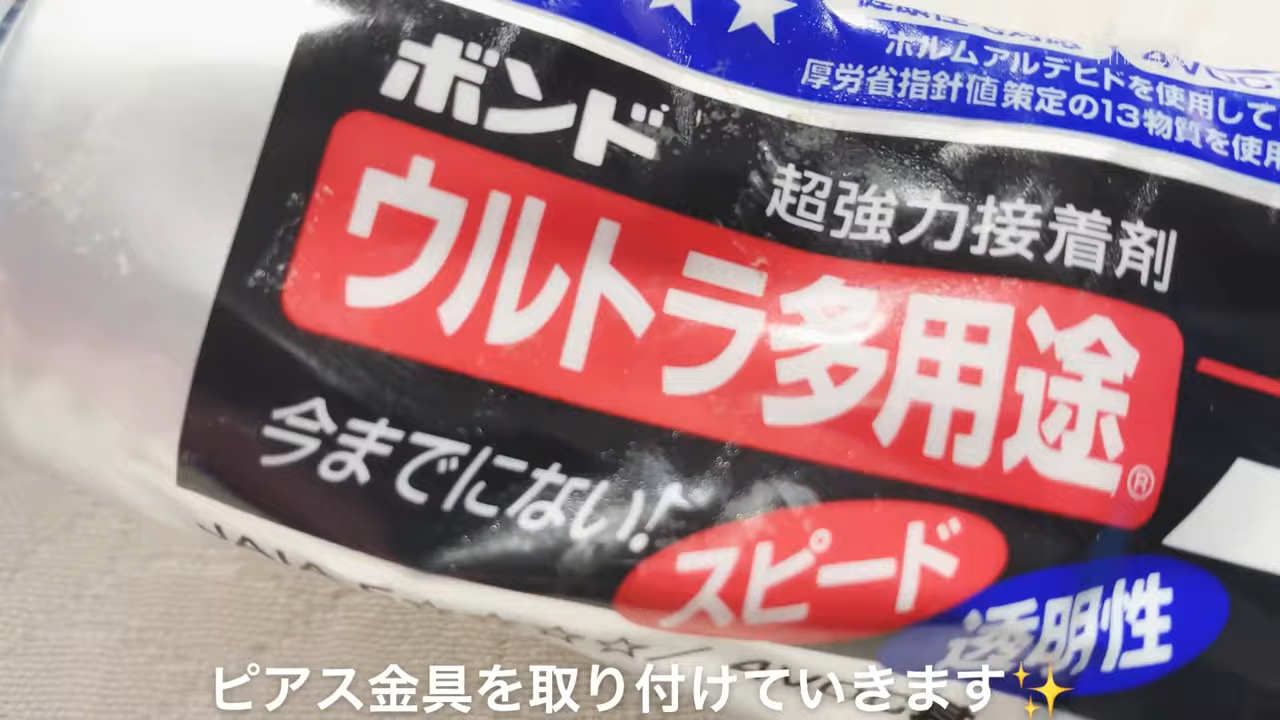 ホルムアルデヒドを使用して
厚労省指針値策定の13物質を使用
ボンド
超強力接着剤
ウルトラ多用途®
今までにない!
スピード
透明性
ピアス金具を取り付けていきます✨